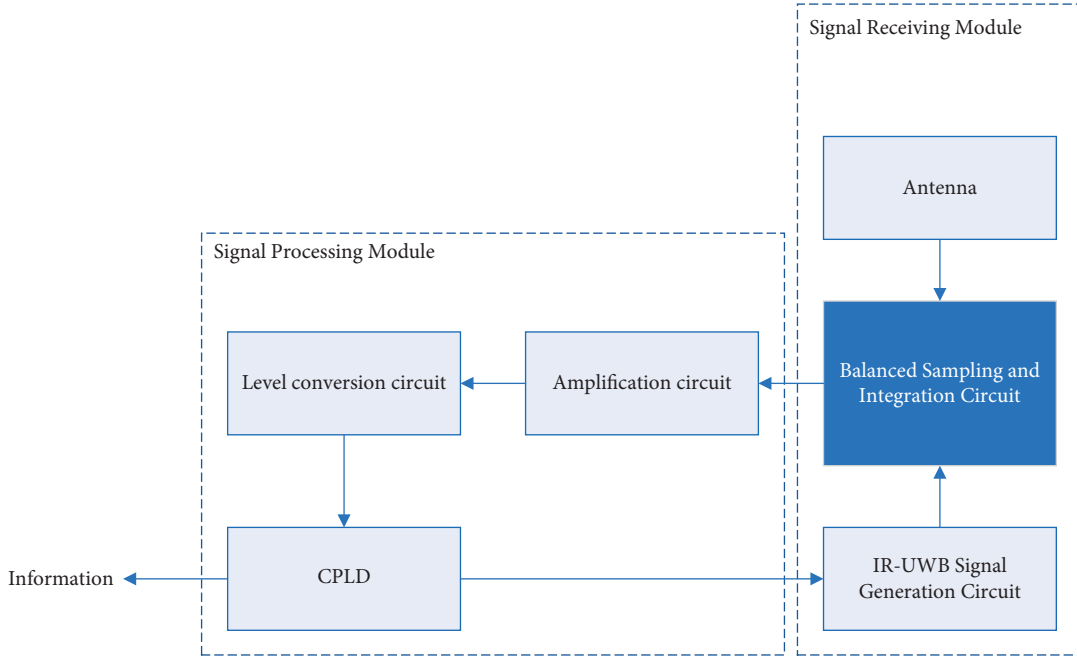 Signal Receiving Module
Antenna
Signal Processing Module
Level conversion circuit
Amplification circuit
Balanced Sampling and
Integration Circuit
Information
CPLD
IR-UWB Signal
Generation Circuit